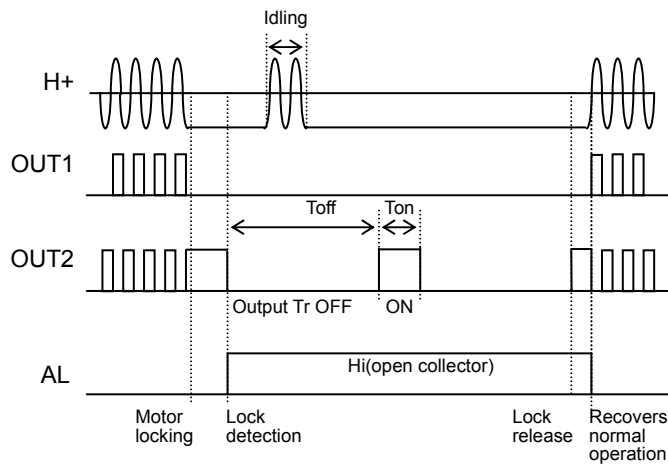 Idling
H+
OUT1
Toff Ton
OUT2
Output Tr OFF ON
AL
Hi(open collector)
Motor
locking
Lock
detection
Lock
release
Recovers
normal
operation